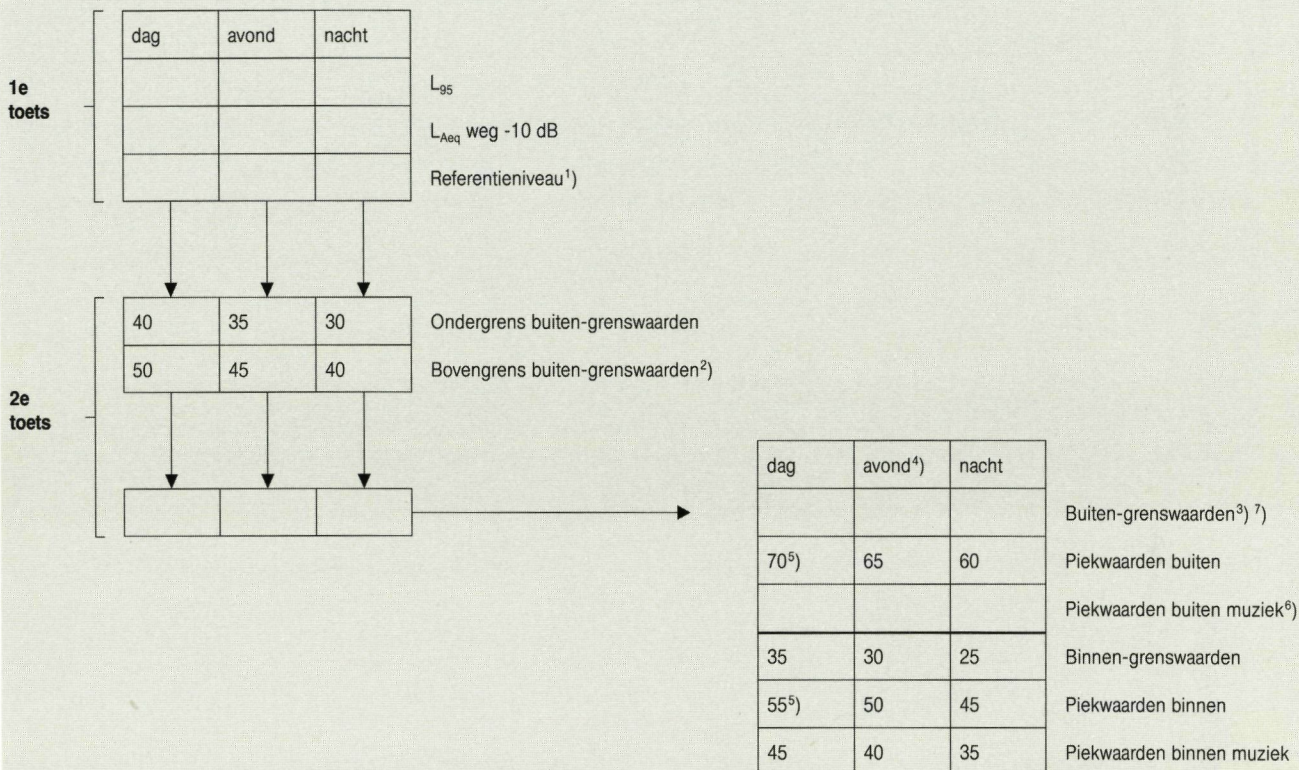 dag avond nacht
1e
toets
L95
LAeq weg -10 dB
Referentieniveau1)
40 35 30 Ondergrens buiten-grenswaarden
50 45 40 Bovengrens buiten-grenswaarden2)
2e
toets
dag avond4) nacht
Buiten-grenswaarden3) 7)
705) 65 60 Piekwaarden buiten
Piekwaarden buiten muziek6)
35 30 25 Binnen-grenswaarden
555) 50 45 Piekwaarden binnen
45 40 35 Piekwaarden binnen muziek